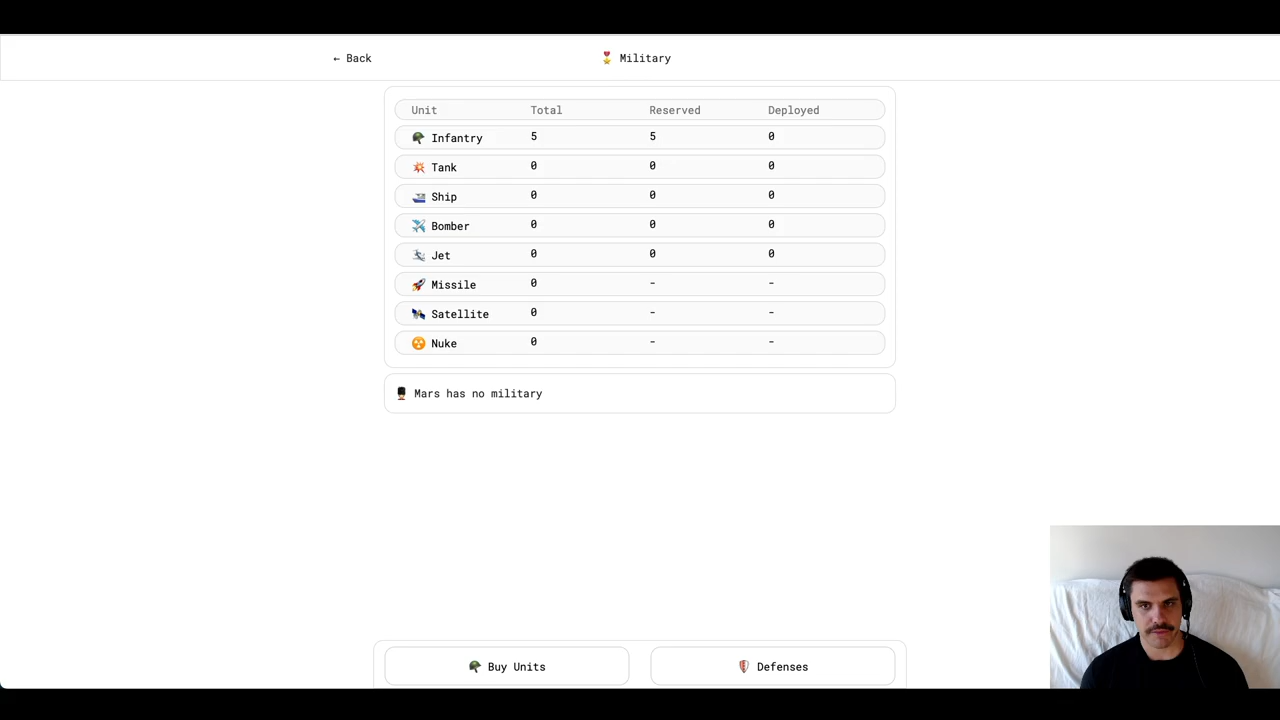 ← Back
🎖️ Military
Unit Total Reserved Deployed
Infantry 5 5 0
Tank 0 0 0
Ship 0 0 0
Bomber 0 0 0
Jet 0 0 0
Missile 0 - -
Satellite 0 - -
Nuke 0 - -
Mars has no military
Buy Units
Defenses